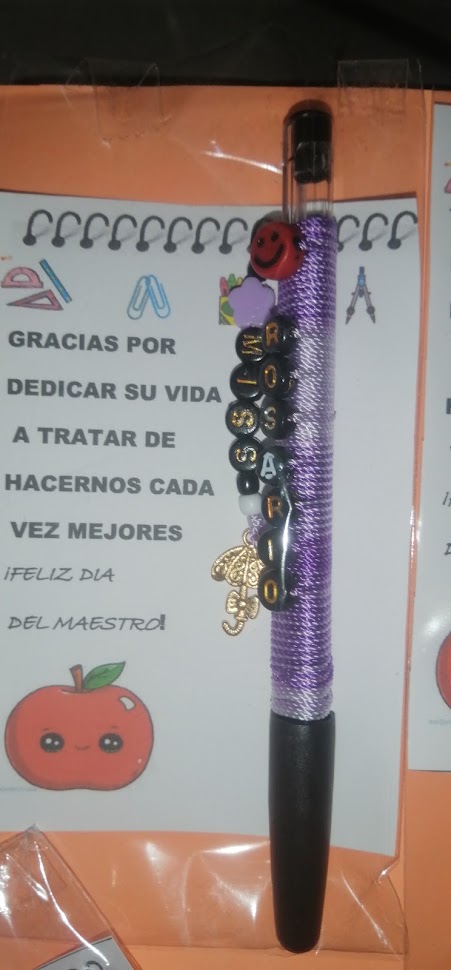 GRACIAS POR
DEDICAR SU VIDA
A TRATAR DE
HACERNOS CADA
VEZ MEJORES
¡FELIZ DIA
DEL MAESTRO!
MISS
ROSARIO